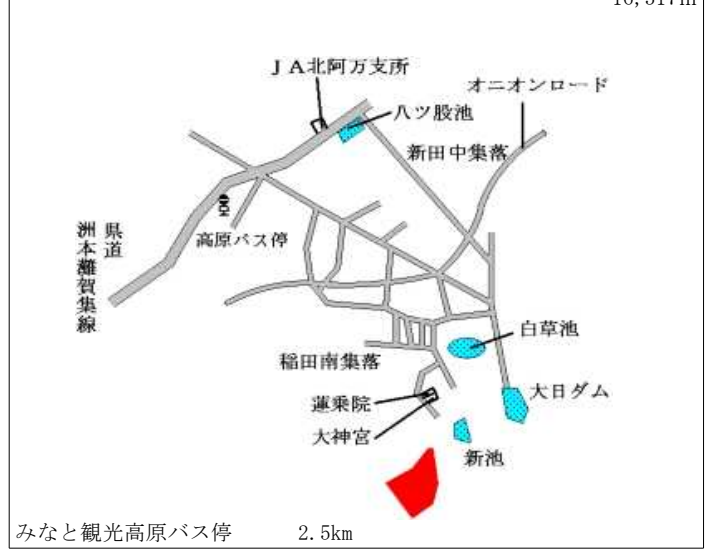 ＪＡ北阿万支所
オニオンロード
八ツ股池
新田中集落
県道
洲本灘賀集線
高原バス停
白草池
稲田南集落
大日ダム
蓮乗院
大神宮
新池
みなと観光高原バス停　　2.5km